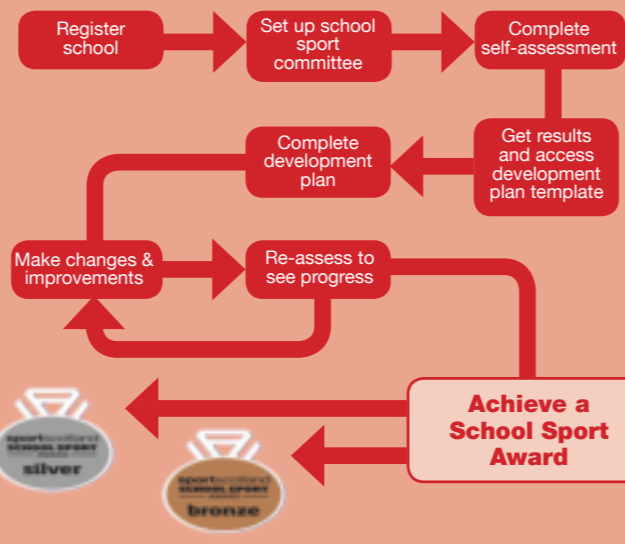 Register
school
Set up school
sport
committee
Complete
self-assessment
Get results
and access
development
plan template
Complete
development
plan
Make changes &
improvements
Re-assess to
see progress
Achieve a
School Sport
Award
sportscotland
SCHOOL SPORT
silver
sportscotland
SCHOOL SPORT
bronze